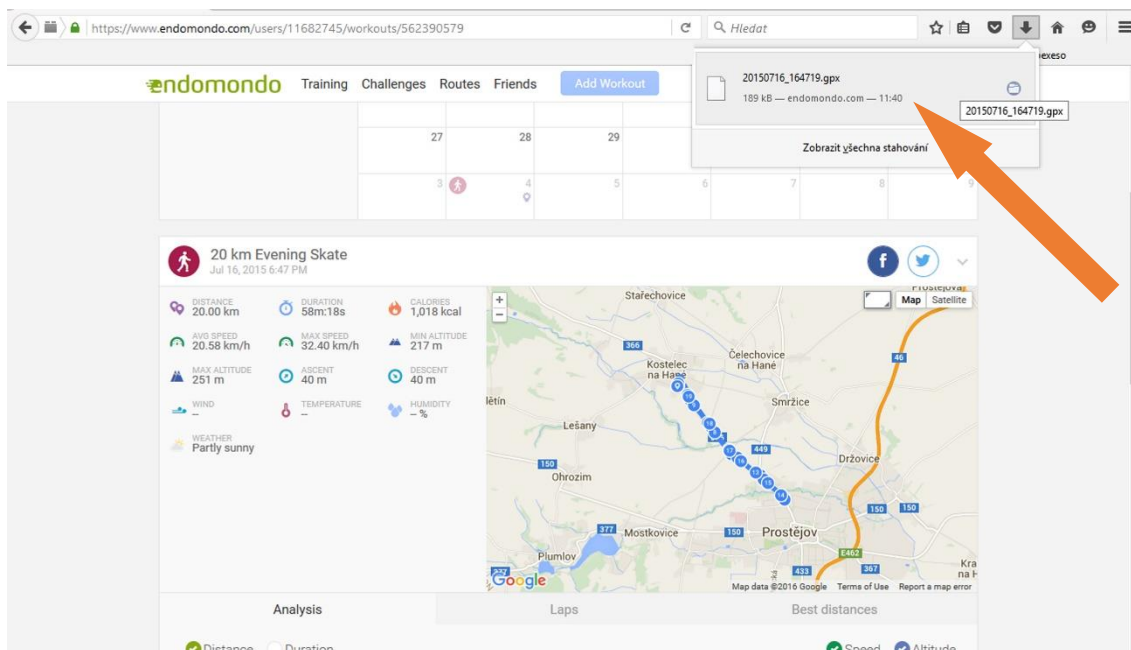 https://www.endomondo.com/users/11682745/workouts/562390579
Hledat
exeso
20150716_164719.gpx
189 kB — endomondo.com — 11:40
20150716_164719.gpx
Zobrazit všechna stahování
endomondo Training Challenges Routes Friends Add Workout
27 28 29
3 4 5 6 7 8 9
20 km Evening Skate
Jul 16, 2015 6:47 PM
f
DISTANCE DURATION CALORIES
20.00 km 58m:18s 1,018 kcal
AVG SPEED MAX SPEED MIN ALTITUDE
20.58 km/h 32.40 km/h 217 m
MAX ALTITUDE ASCENT DESCENT
251 m 40 m 40 m
WIND TEMPERATURE HUMIDITY
– – – %
WEATHER
Partly sunny
+
−
Map Satellite
Stařechovice
366
Čelechovice
na Hané
46
Kostelec
na Hané
Smržice
Lešany
449
Držovice
150
Ohrozim
150 150
377 Mostkovice 150 Prostějov
E462
Plumlov
433 367
Google
Map data ©2016 Google Terms of Use Report a map error
Analysis Laps Best distances
Distance Duration Speed Altitude